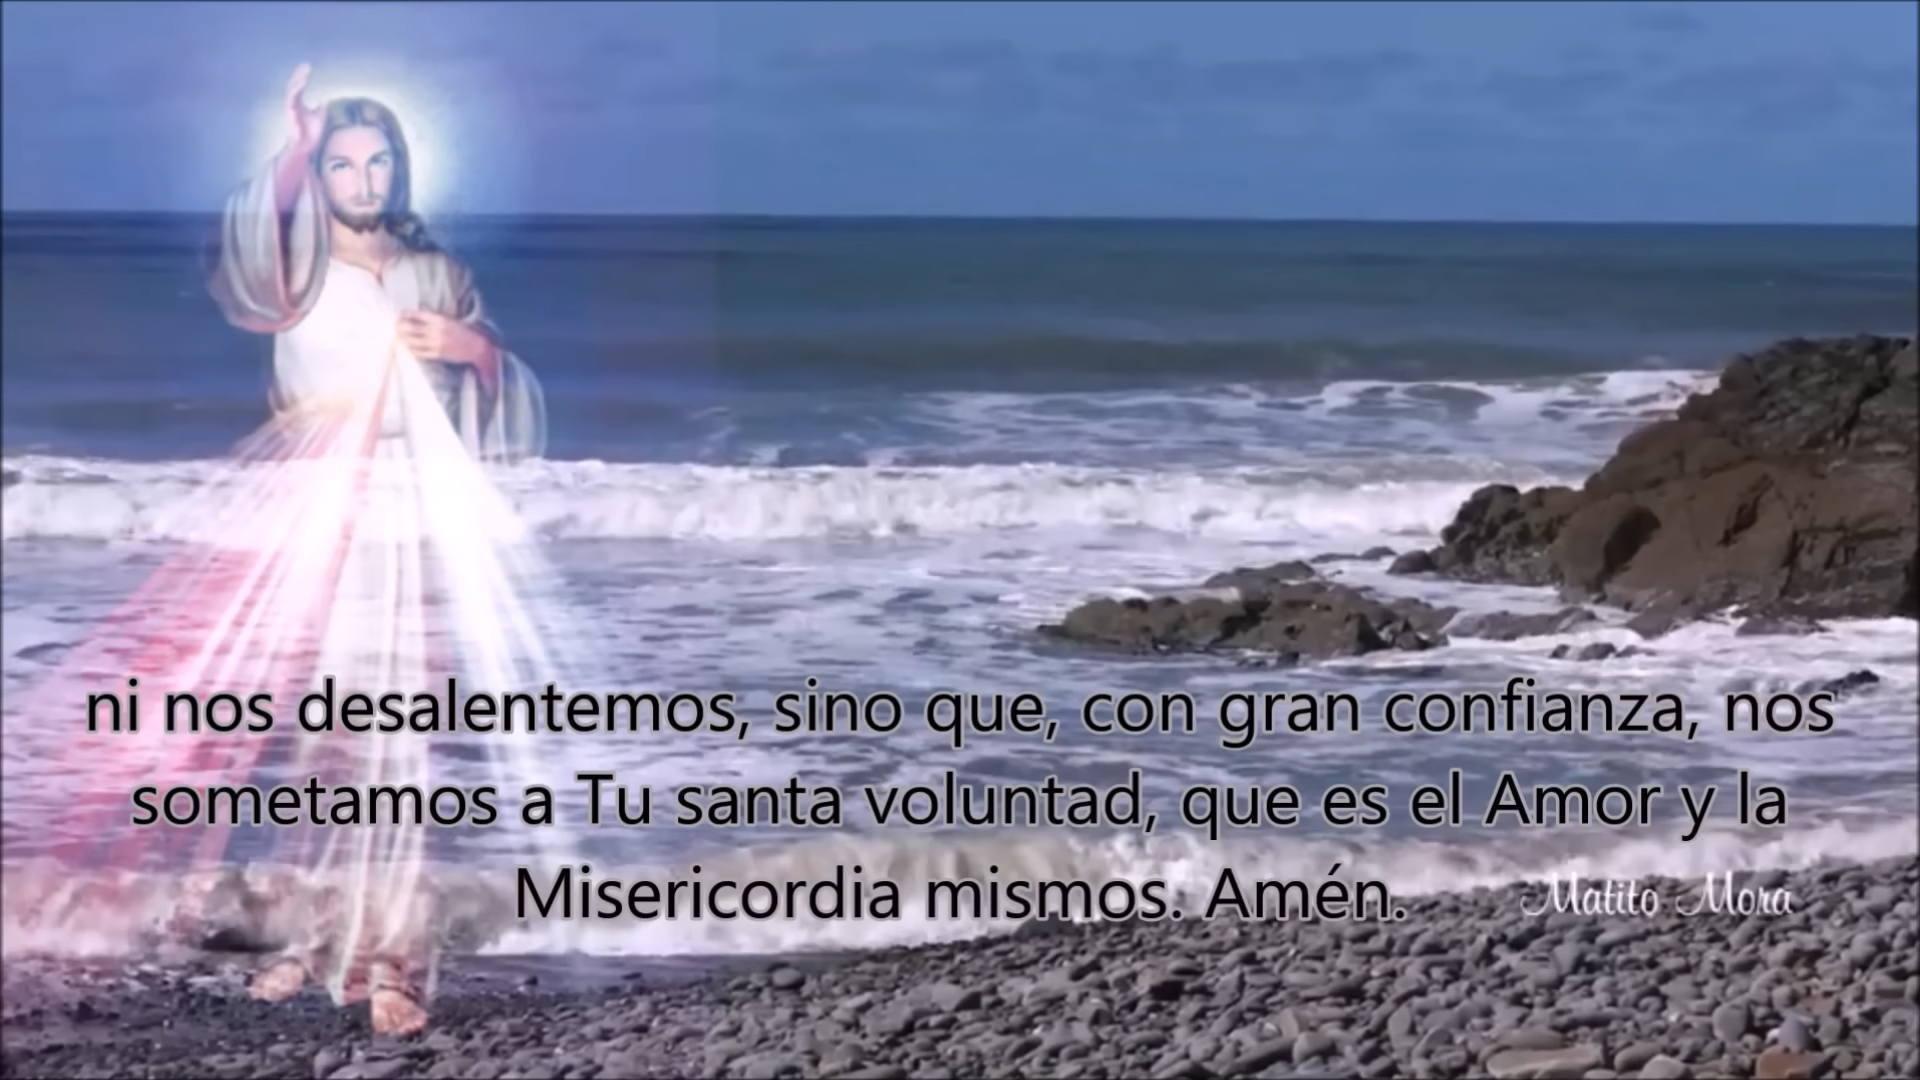 ni nos desalentemos, sino que, con gran confianza, nos
sometamos a Tu santa voluntad, que es el Amor y la
Misericordia mismos. Amén.
Matito Mora